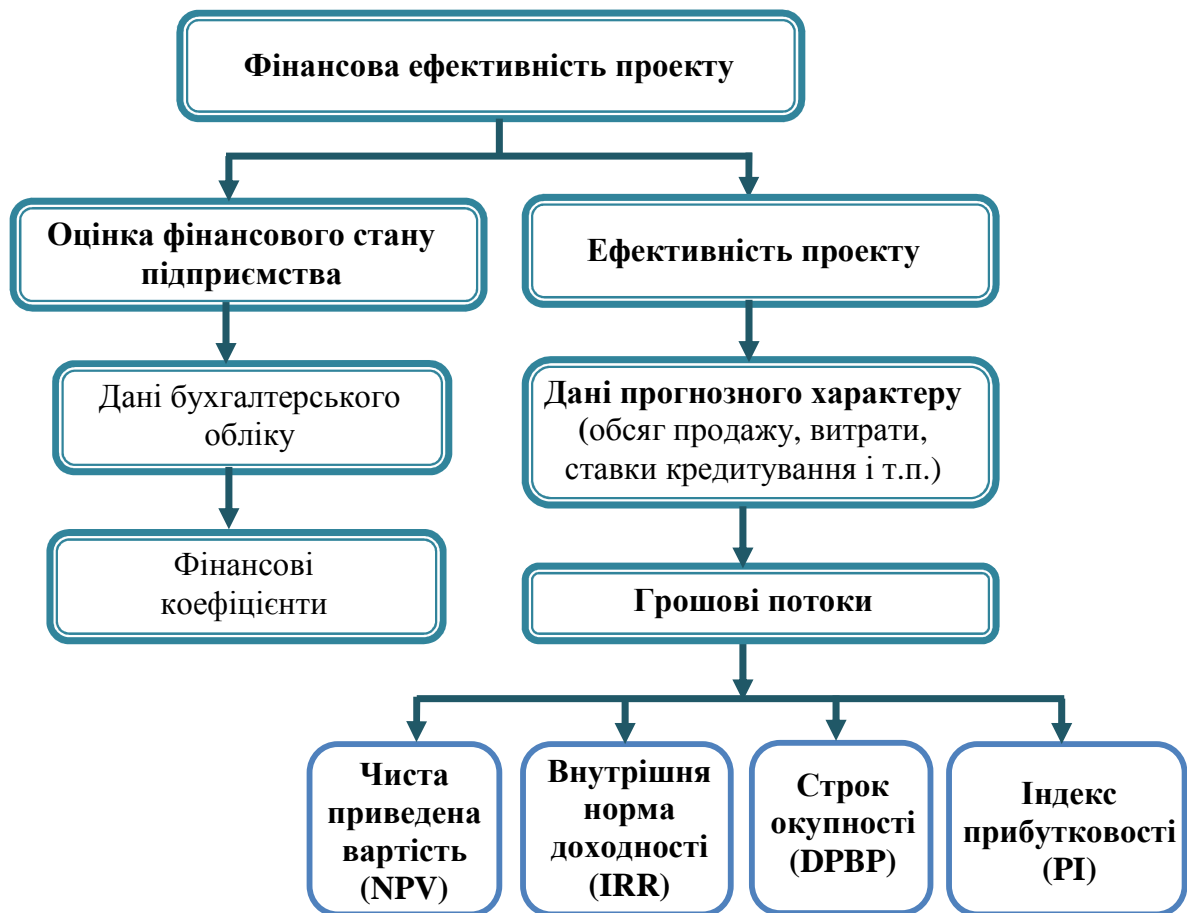 Фінансова ефективність проекту
Оцінка фінансового стану
підприємства
Ефективність проекту
Дані бухгалтерського
обліку
Дані прогнозного характеру
(обсяг продажу, витрати,
ставки кредитування і т.п.)
Фінансові
коефіцієнти
Грошові потоки
Чиста
приведена
вартість
(NPV)
Внутрішня
норма
доходності
(IRR)
Строк
окупності
(DPBP)
Індекс
прибутковості
(PI)